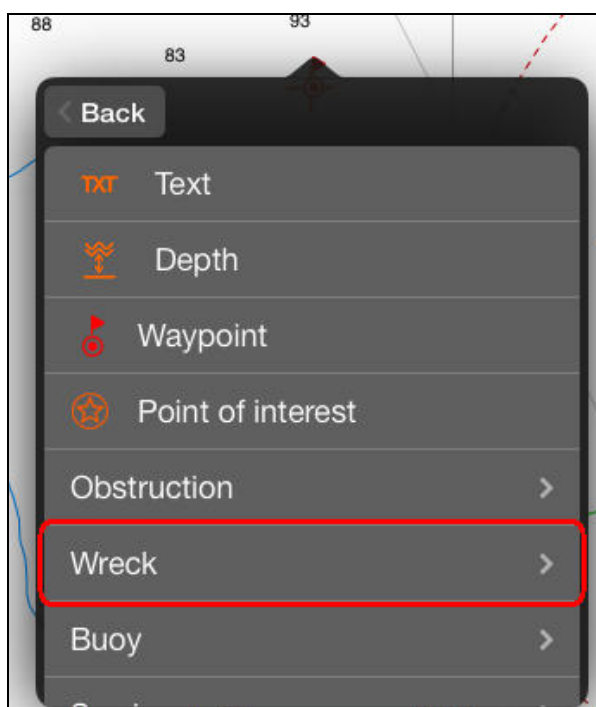 88
93
83
Back
TXT Text
Depth
Waypoint
Point of interest
Obstruction
Wreck
Buoy